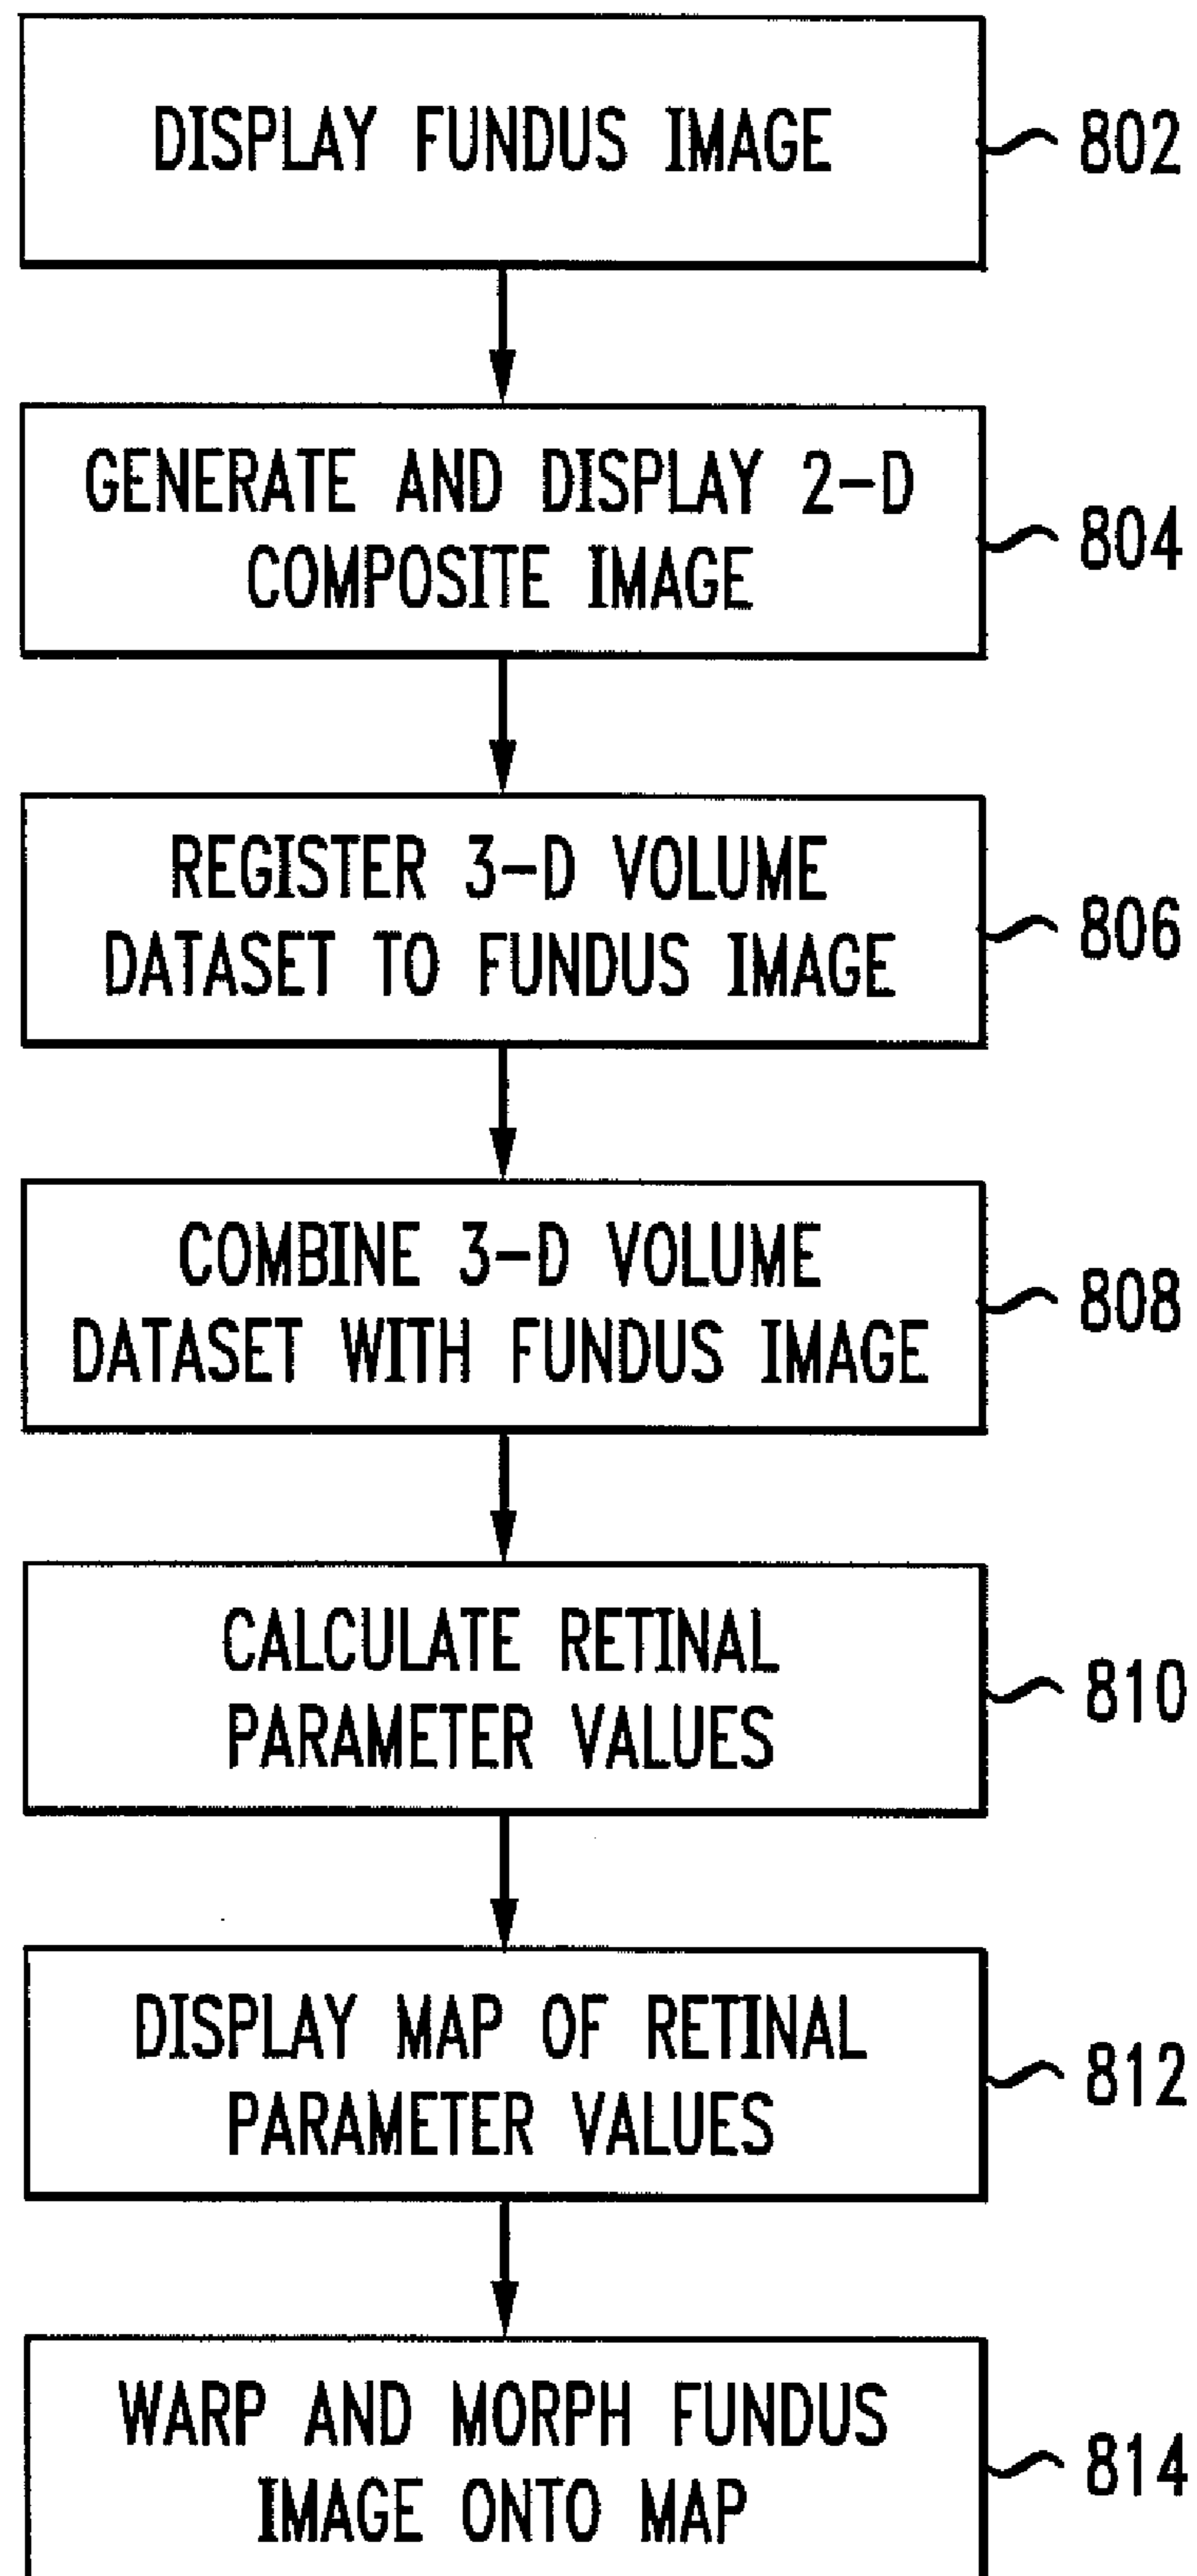 DISPLAY FUNDUS IMAGE
802
GENERATE AND DISPLAY 2-D
COMPOSITE IMAGE
804
REGISTER 3-D VOLUME
DATASET TO FUNDUS IMAGE
806
COMBINE 3-D VOLUME
DATASET WITH FUNDUS IMAGE
808
CALCULATE RETINAL
PARAMETER VALUES
810
DISPLAY MAP OF RETINAL
PARAMETER VALUES
812
WARP AND MORPH FUNDUS
IMAGE ONTO MAP
814